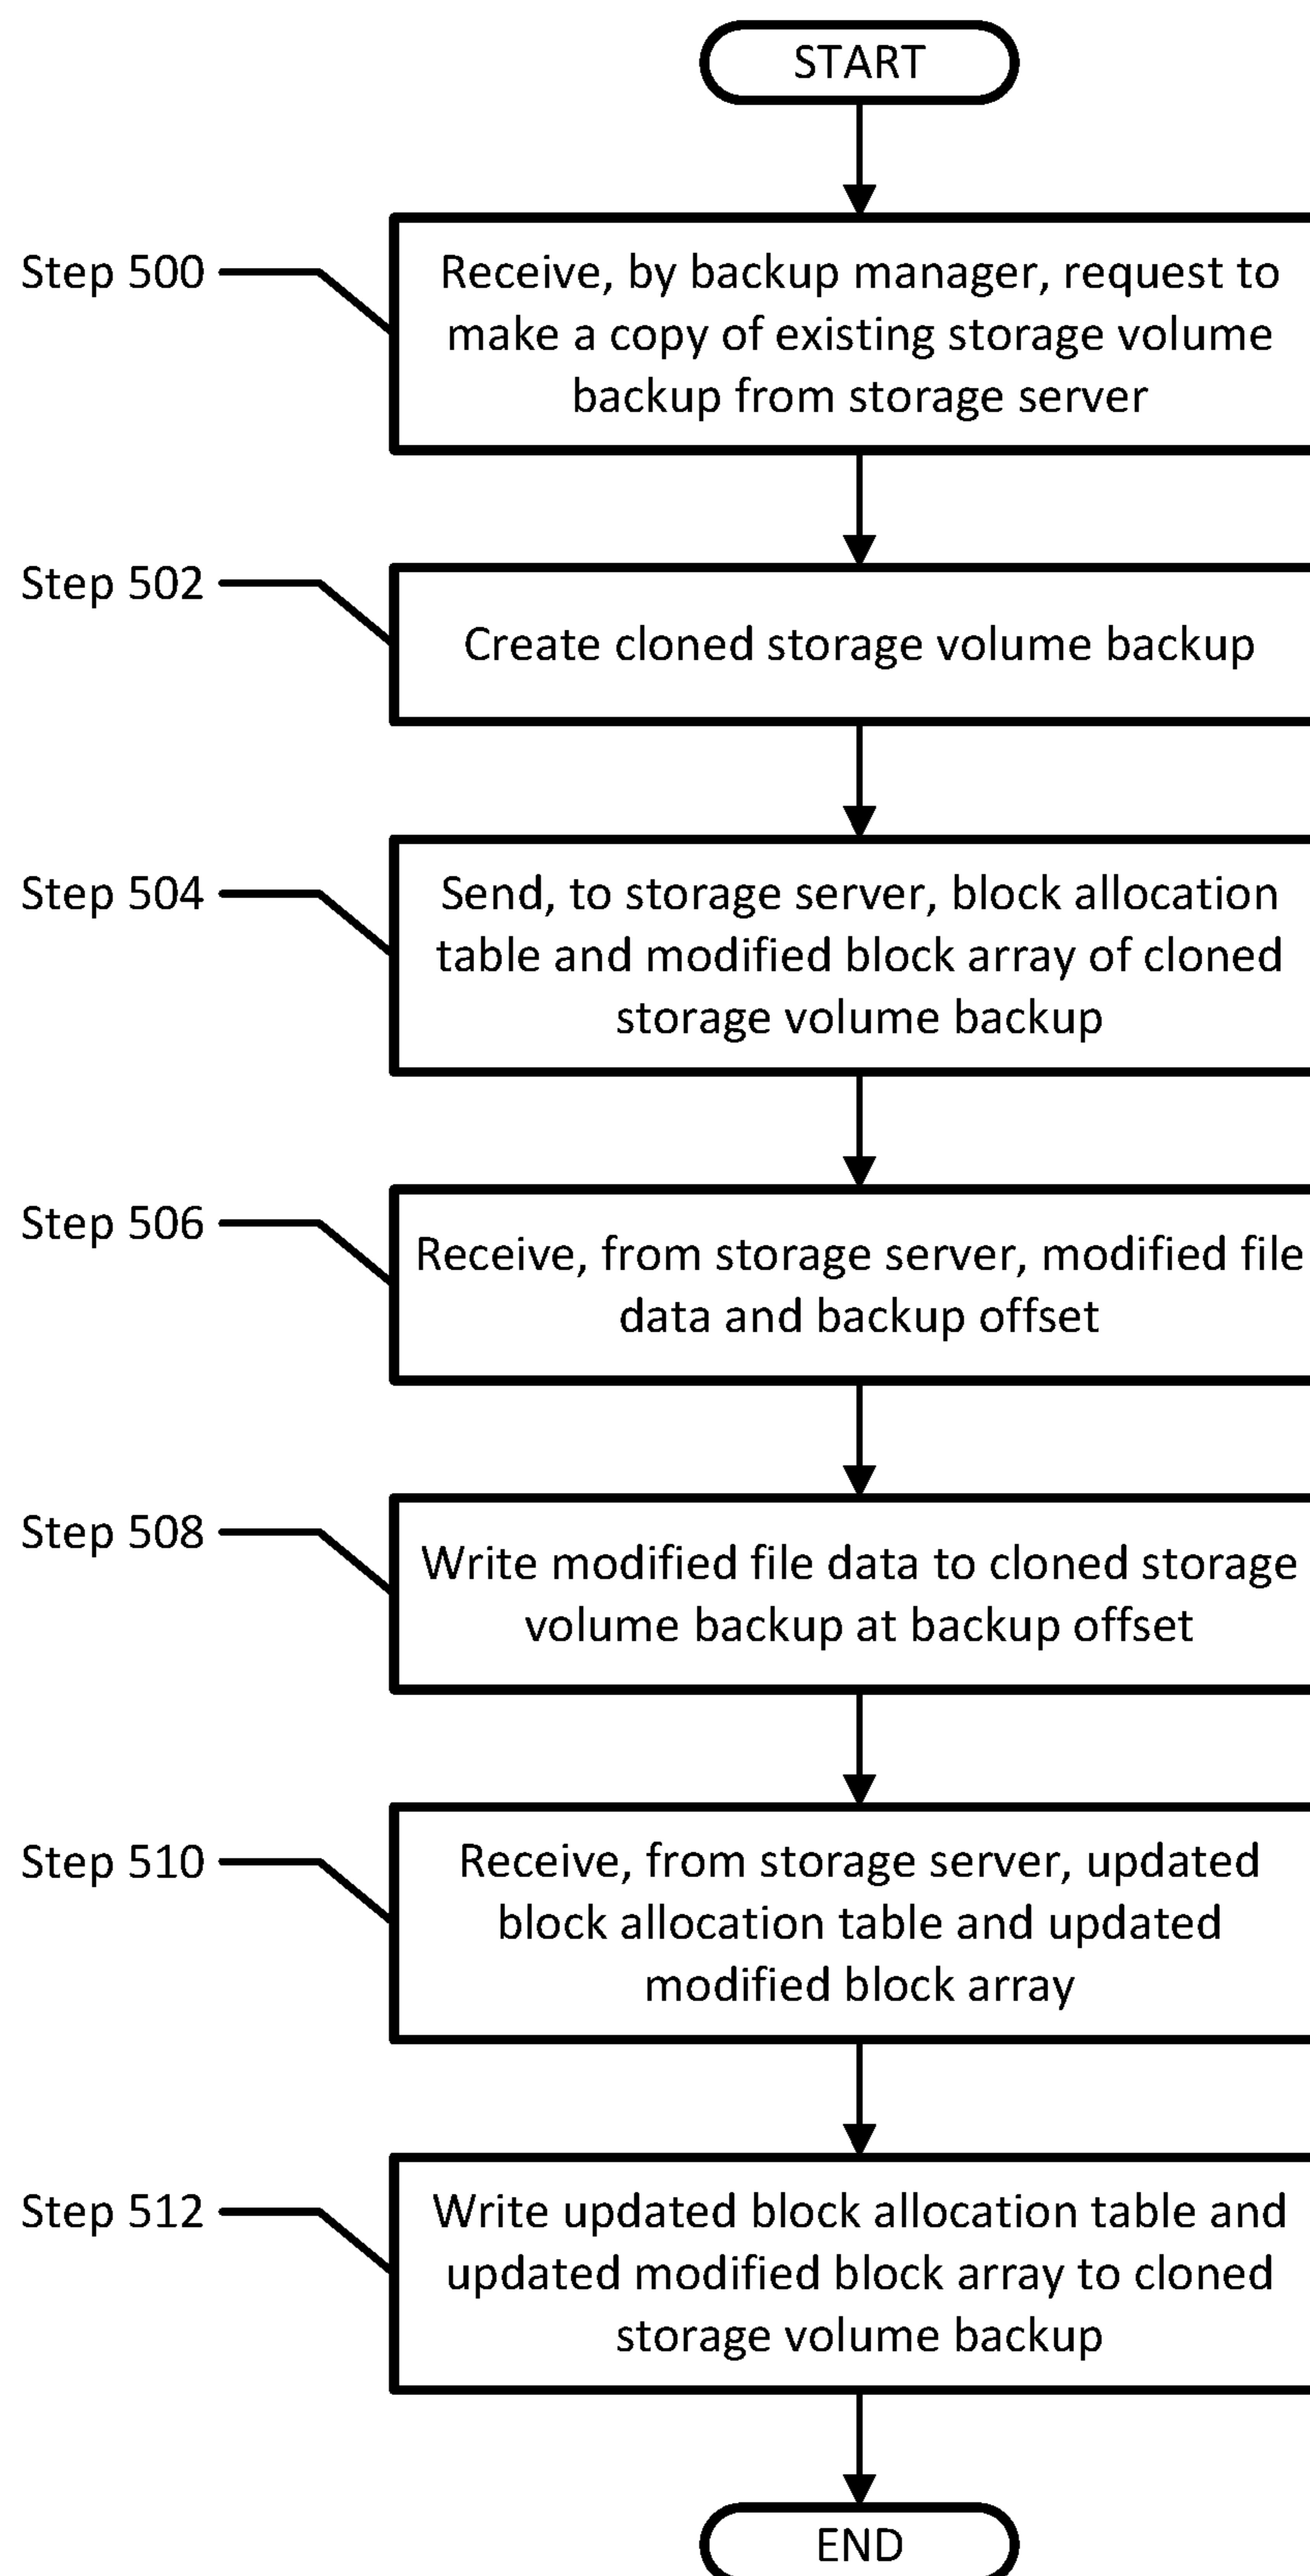 START
Step 500
Receive, by backup manager, request to
make a copy of existing storage volume
backup from storage server
Step 502
Create cloned storage volume backup
Step 504
Send, to storage server, block allocation
table and modified block array of cloned
storage volume backup
Step 506
Receive, from storage server, modified file
data and backup offset
Step 508
Write modified file data to cloned storage
volume backup at backup offset
Step 510
Receive, from storage server, updated
block allocation table and updated
modified block array
Step 512
Write updated block allocation table and
updated modified block array to cloned
storage volume backup
END